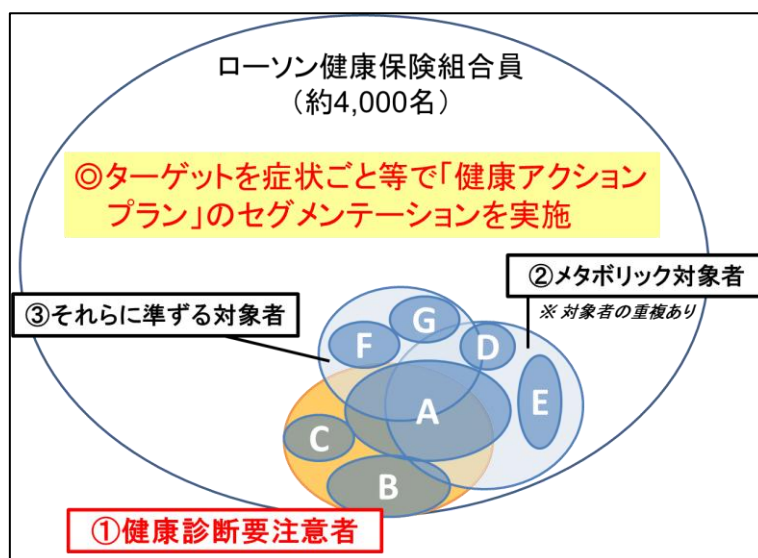 ローソン健康保険組合員
（約4,000名）
◎ターゲットを症状ごと等で「健康アクション
プラン」のセグメンテーションを実施
②メタボリック対象者
※ 対象者の重複あり
③それらに準ずる対象者
G
F
D
E
A
C
B
①健康診断要注意者